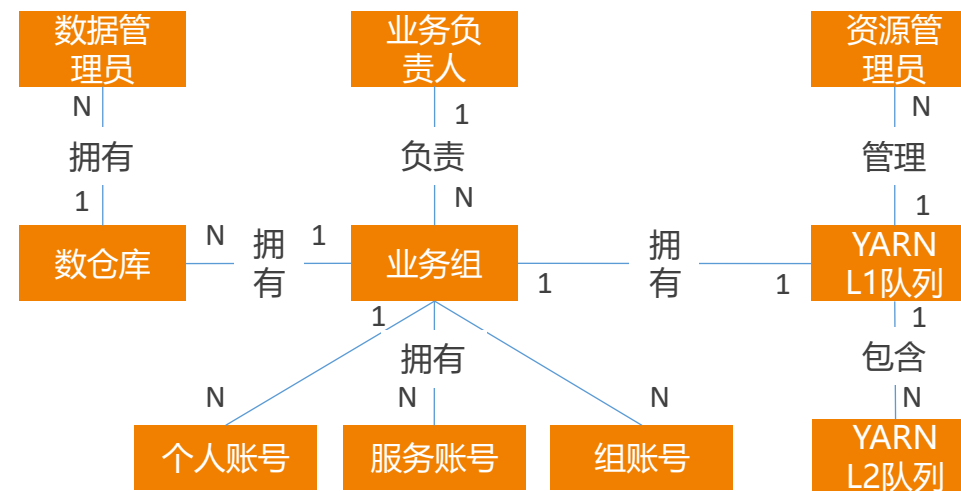 数据管
理员
业务负
责人
资源管
理员
N
1
N
拥有
负责
管理
1
N
1
数仓库
N
拥
有
1
业务组
1
拥
有
1
YARN
L1队列
1
1
拥有
包含
N
N
N
N
个人账号
服务账号
组账号
YARN
L2队列